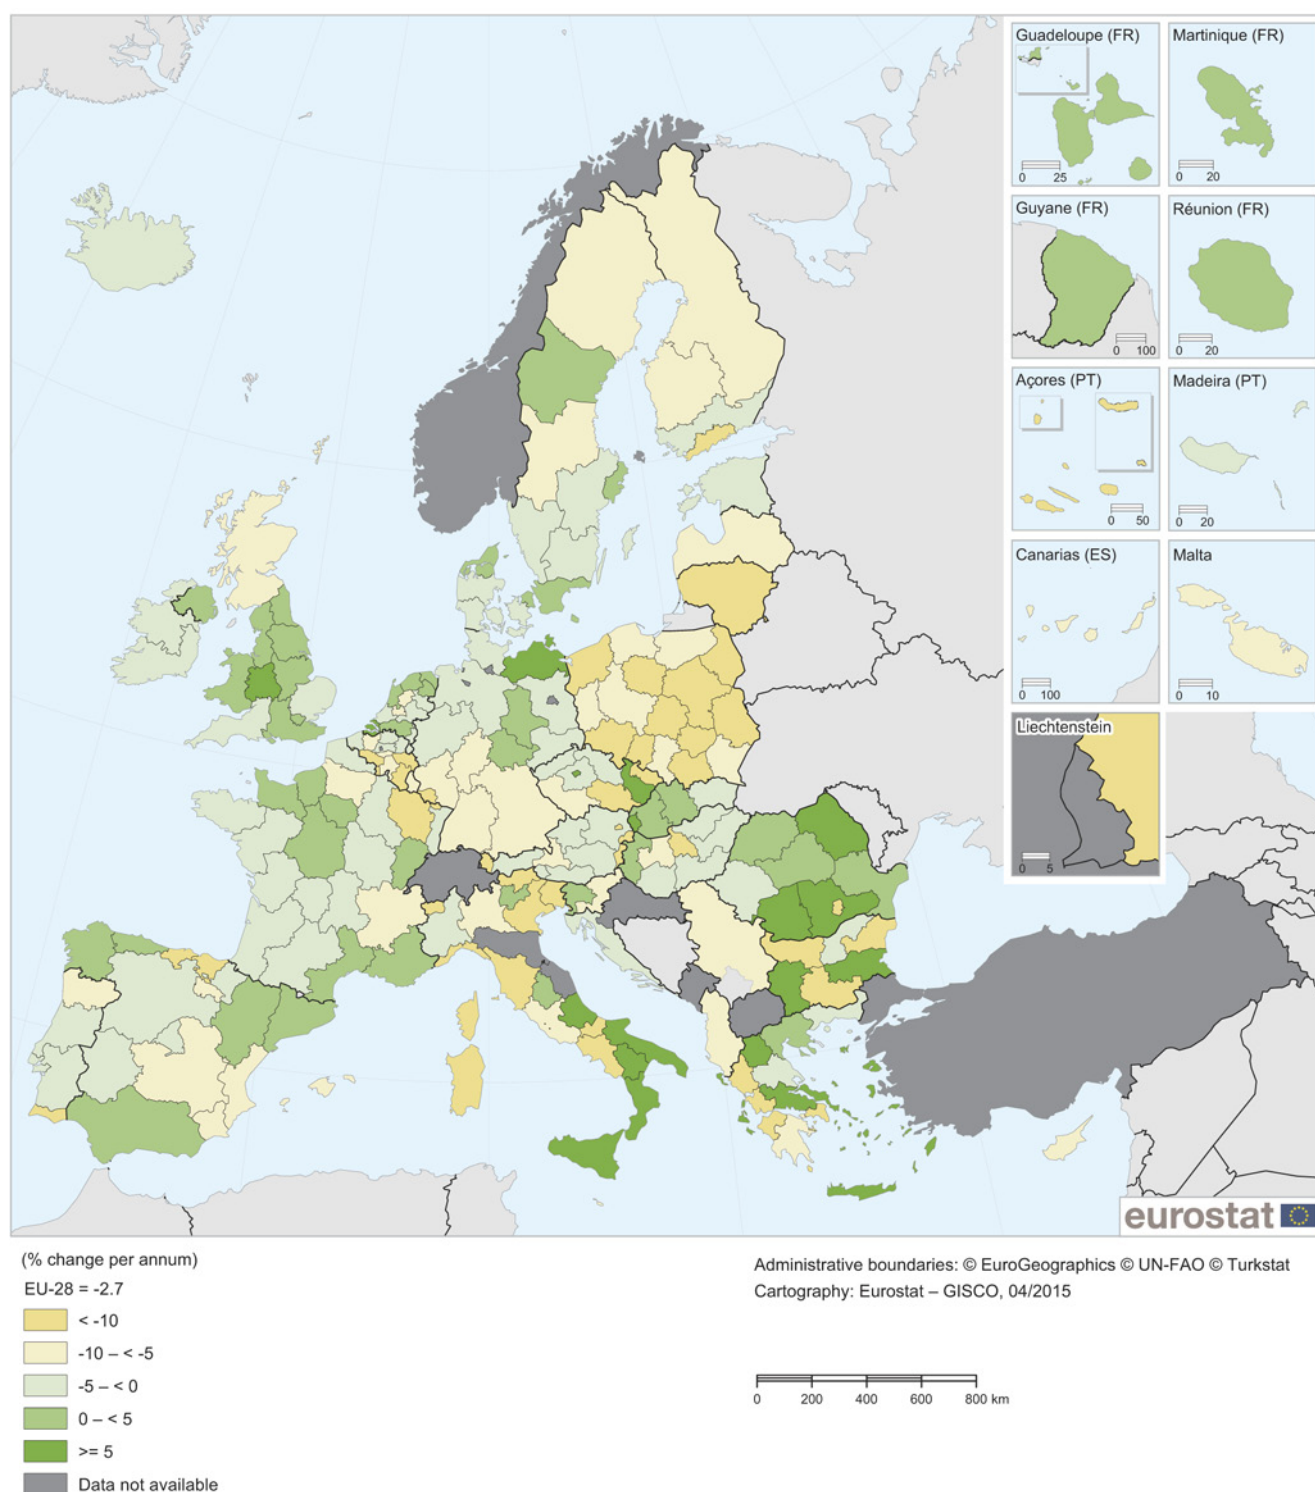 Guadeloupe (FR)
0 25
Martinique (FR)
0 20
Guyane (FR)
0 100
Réunion (FR)
0 20
Açores (PT)
0 50
Madeira (PT)
0 20
Canarias (ES)
0 100
Malta
0 10
Liechtenstein
0 5
eurostat
(% change per annum)
EU-28 = -2.7
< -10
-10 – < -5
-5 – < 0
0 – < 5
>= 5
Data not available
Administrative boundaries: © EuroGeographics © UN-FAO © Turkstat
Cartography: Eurostat – GISCO, 04/2015
0 200 400 600 800 km